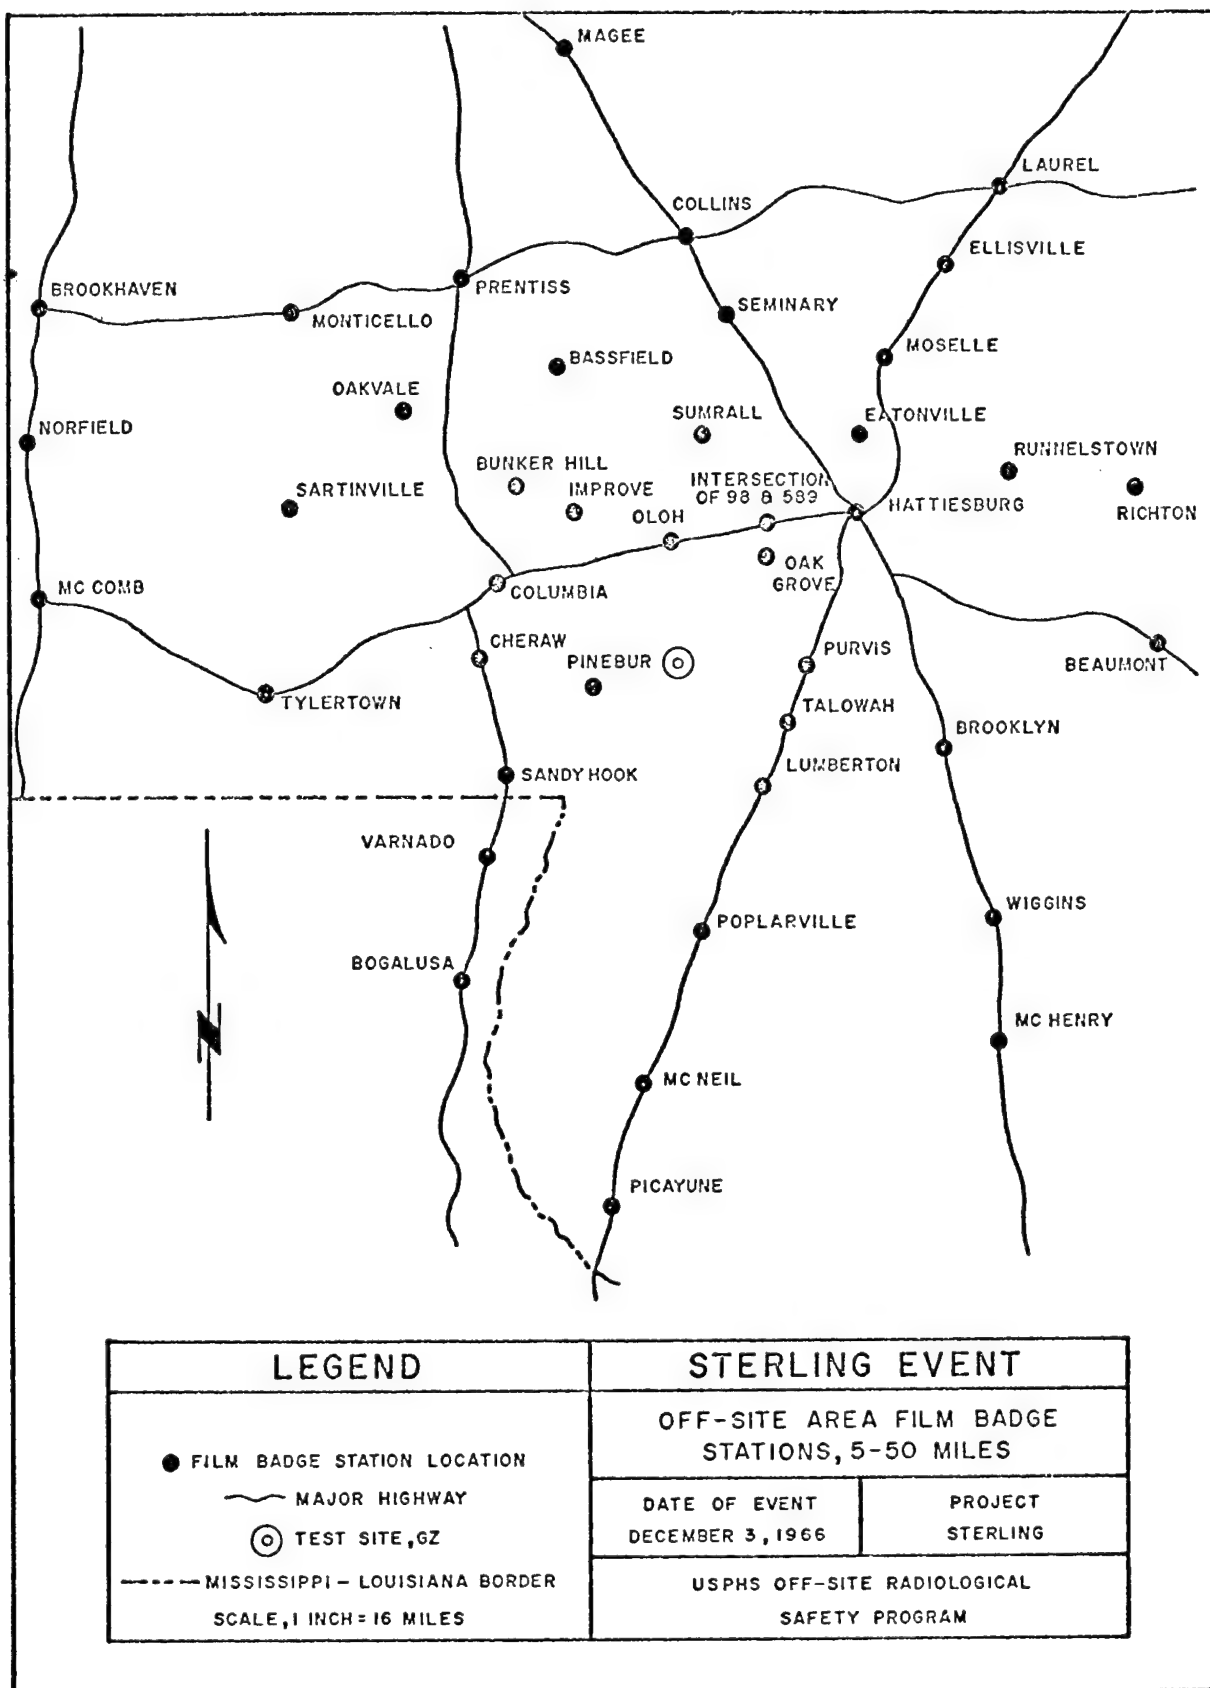 MAGEE
LAUREL
COLLINS
ELLISVILLE
BROOKHAVEN
PRENTISS
SEMINARY
MONTICELLO
MOSELLE
BASSFIELD
OAKVALE
SUMRALL
EATONVILLE
NORFIELD
RUNNELSTOWN
BUNKER HILL
INTERSECTION
OF 98 & 589
SARTINVILLE
IMPROVE
HATTIESBURG
RICHTON
OLOH
OAK
GROVE
MC COMB
COLUMBIA
CHERAW
PINEBUR
PURVIS
BEAUMONT
TYLERTOWN
TALOWAH
BROOKLYN
SANDY HOOK
LUMBERTON
VARNADO
WIGGINS
POPLARVILLE
BOGALUSA
MC HENRY
N
MC NEIL
PICAYUNE
LEGEND
FILM BADGE STATION LOCATION
MAJOR HIGHWAY
TEST SITE, GZ
MISSISSIPPI - LOUISIANA BORDER
SCALE, 1 INCH = 16 MILES
STERLING EVENT
OFF-SITE AREA FILM BADGE
STATIONS, 5-50 MILES
DATE OF EVENT
DECEMBER 3, 1966
PROJECT
STERLING
USPHS OFF-SITE RADIOLOGICAL
SAFETY PROGRAM